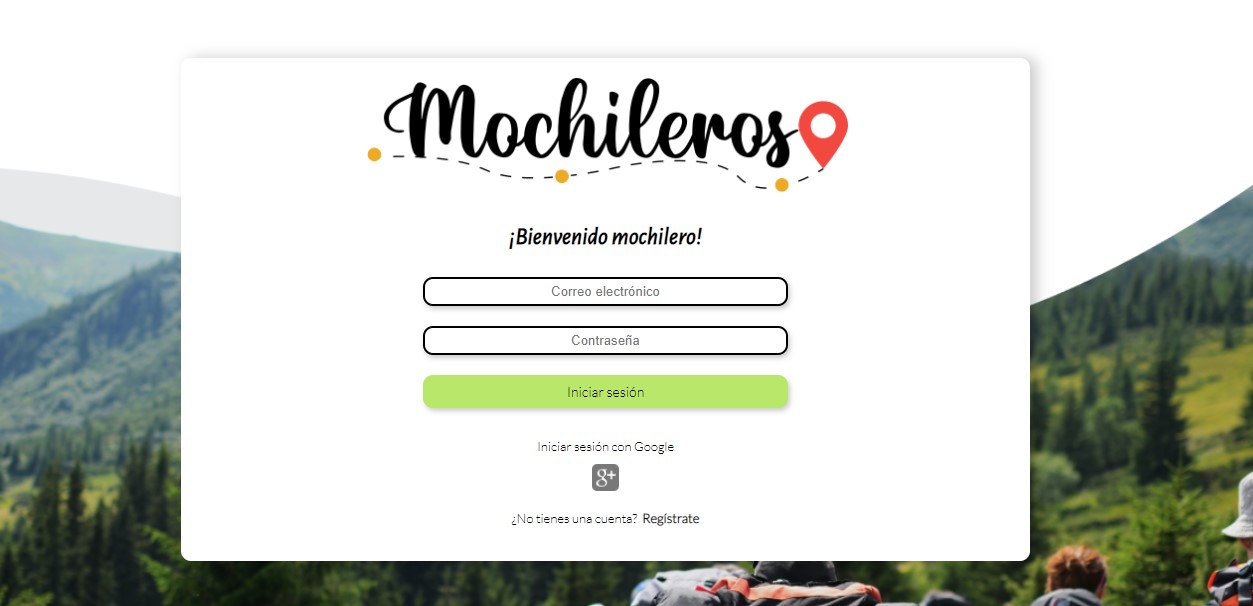 Mochileros
¡Bienvenido mochilero!
Correo electrónico
Contraseña
Iniciar sesión
Iniciar sesión con Google
g+
¿No tienes una cuenta? Regístrate